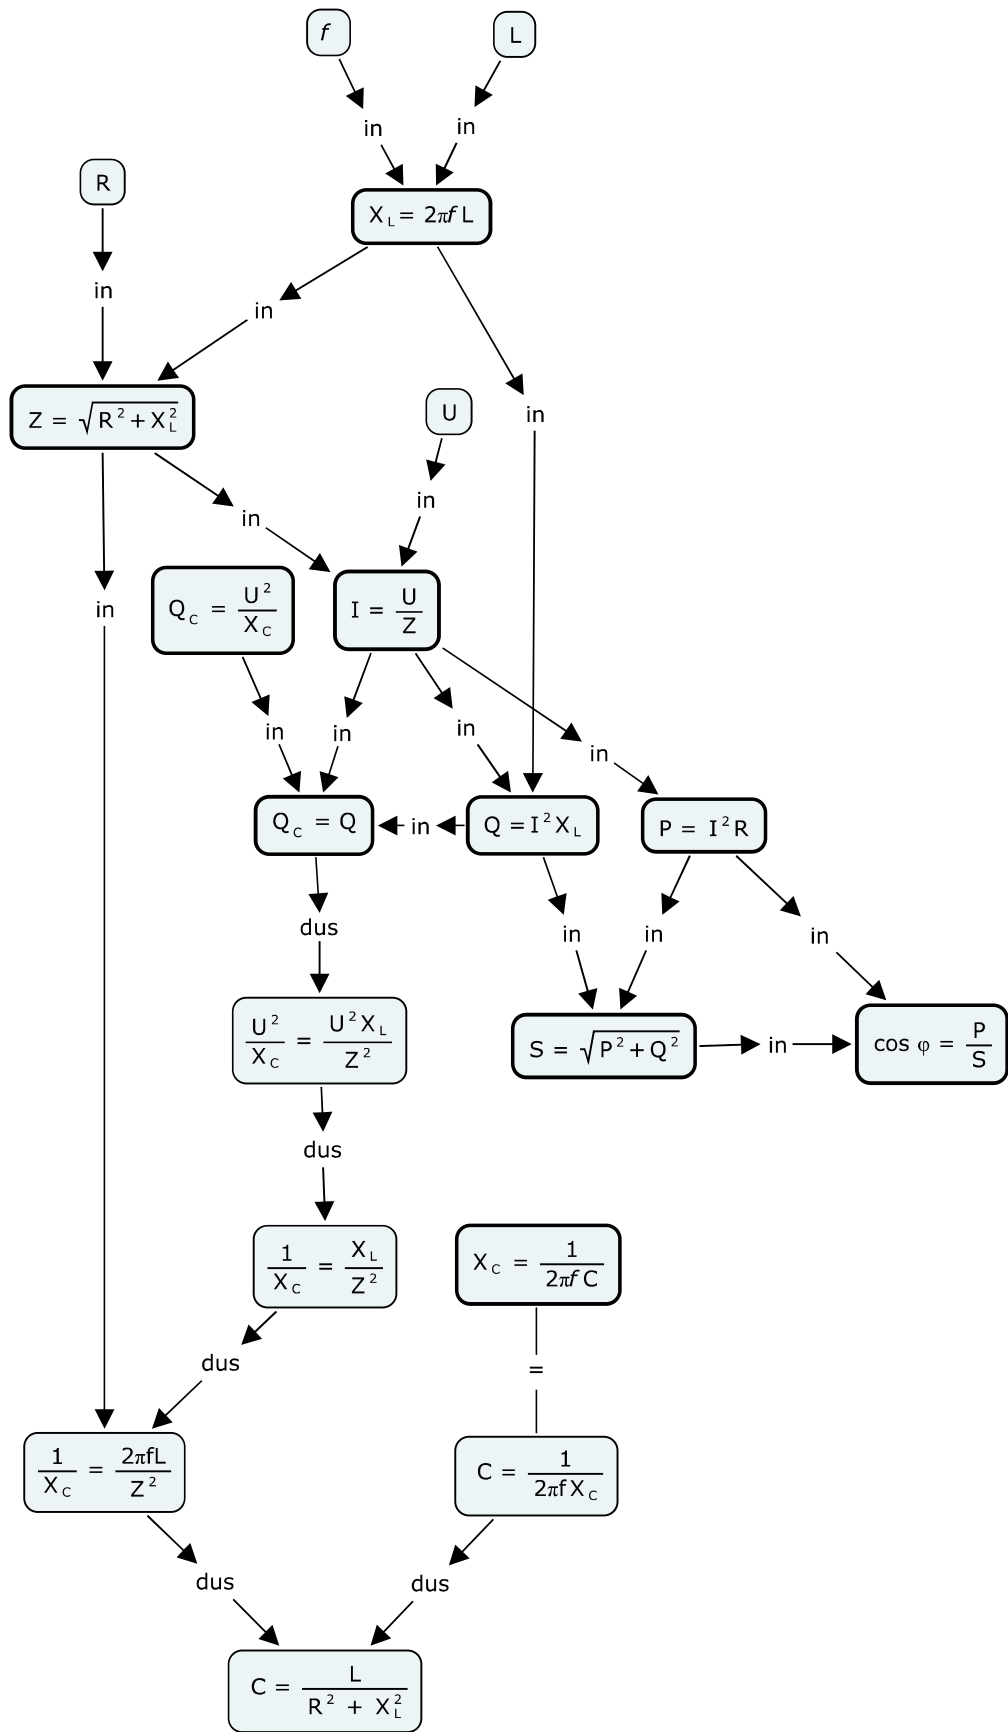 f
L
in
in
R
X_L = 2πf L
in
in
Z = √(R² + X_L²)
U
in
in
in
Q_C = U²/X_C
I = U/Z
in
in
in
in
in
Q_C = Q
in
Q = I² X_L
P = I² R
dus
in
in
in
U²/X_C = U² X_L/Z²
S = √(P² + Q²)
in
cos φ = P/S
dus
1/X_C = X_L/Z²
X_C = 1/(2πf C)
dus
=
1/X_C = 2πfL/Z²
C = 1/(2πf X_C)
dus
dus
C = L/(R² + X_L²)